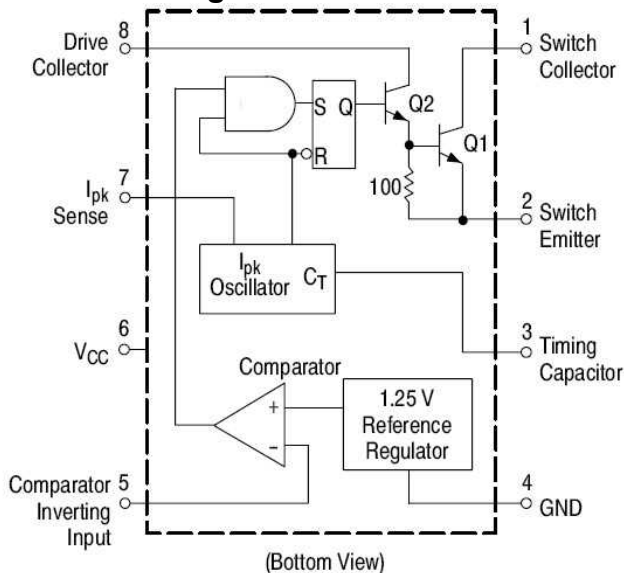 8
Drive
Collector
1
Switch
Collector
S Q
R
Q2
Q1
100
7
Ipk
Sense
2
Switch
Emitter
Ipk
Oscillator
CT
6
VCC
3
Timing
Capacitor
Comparator
+
–
1.25 V
Reference
Regulator
5
Comparator
Inverting
Input
4
GND
(Bottom View)